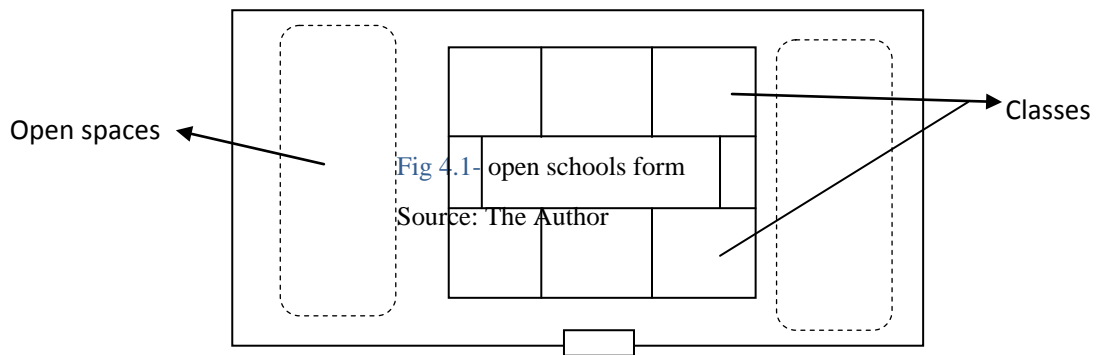 Open spaces
Classes
Fig 4.1- open schools form
Source: The Author